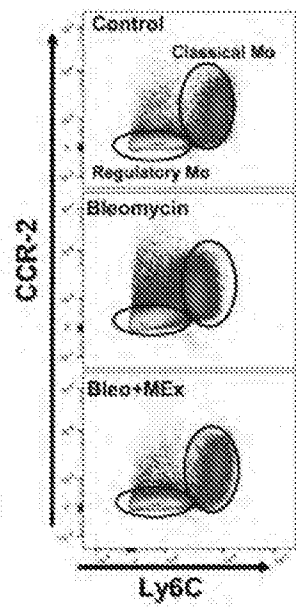 Control
Classical Mo
Regulatory Mo
Bleomycin
Bleo+MEx
CCR-2
Ly6C